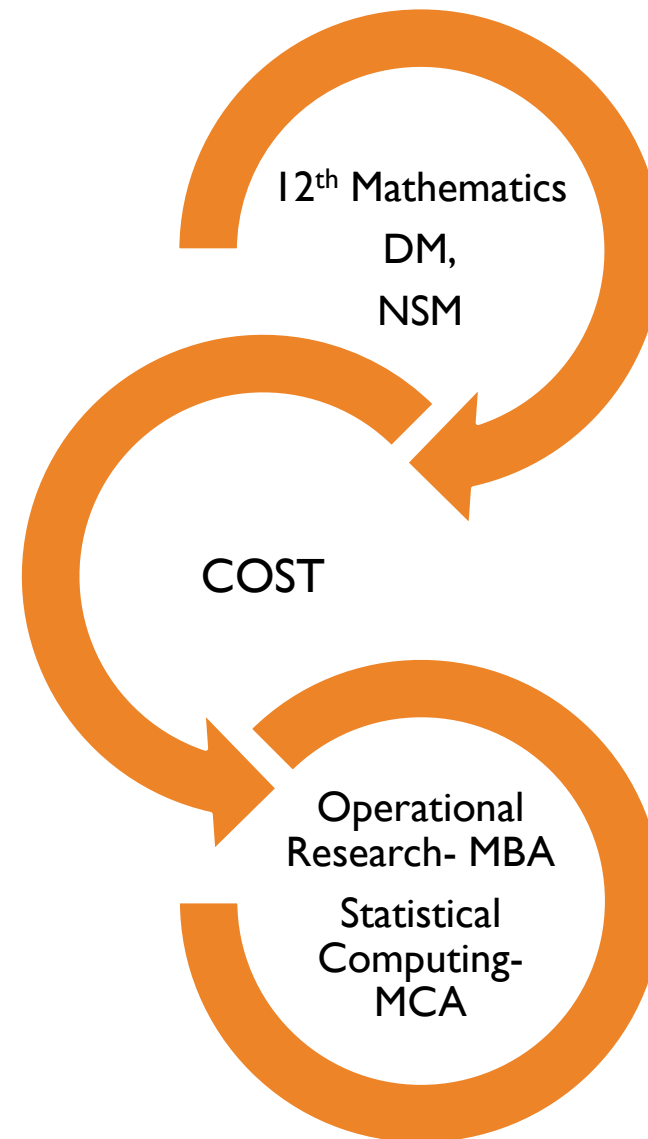 12th Mathematics
DM,
NSM
COST
Operational
Research- MBA
Statistical
Computing-
MCA